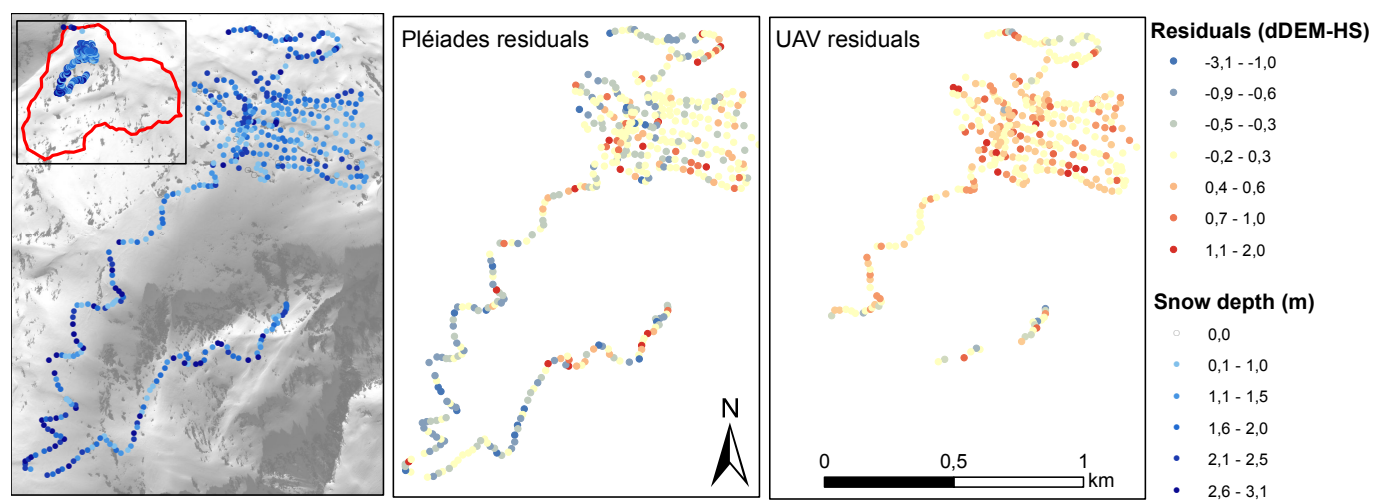 Pléiades residuals
UAV residuals
N
0 0,5 1
km
Residuals (dDEM-HS)
-3,1 - -1,0
-0,9 - -0,6
-0,5 - -0,3
-0,2 - 0,3
0,4 - 0,6
0,7 - 1,0
1,1 - 2,0
Snow depth (m)
0,0
0,1 - 1,0
1,1 - 1,5
1,6 - 2,0
2,1 - 2,5
2,6 - 3,1